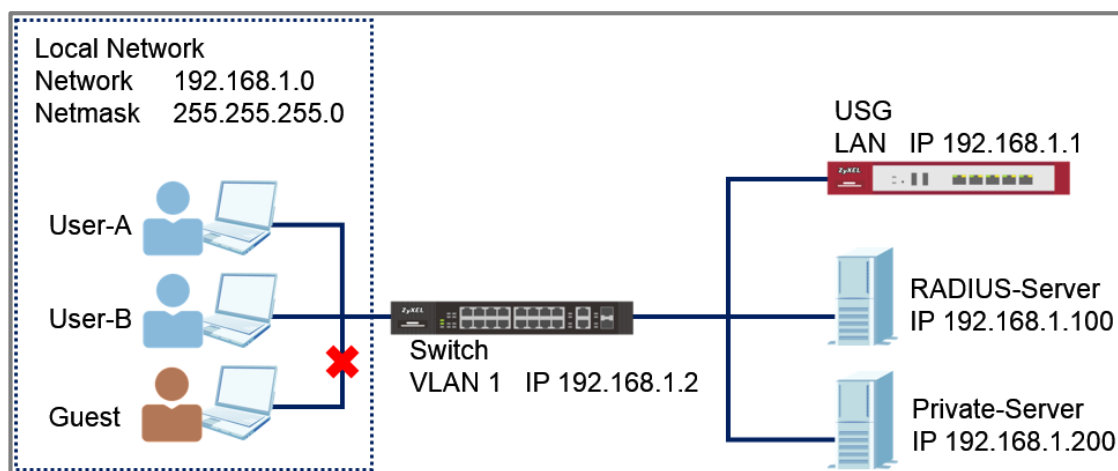 Local Network
Network 192.168.1.0
Netmask 255.255.255.0
User-A
User-B
Guest
ZyXEL
Switch
VLAN 1 IP 192.168.1.2
USG
LAN IP 192.168.1.1
ZyXEL
RADIUS-Server
IP 192.168.1.100
Private-Server
IP 192.168.1.200